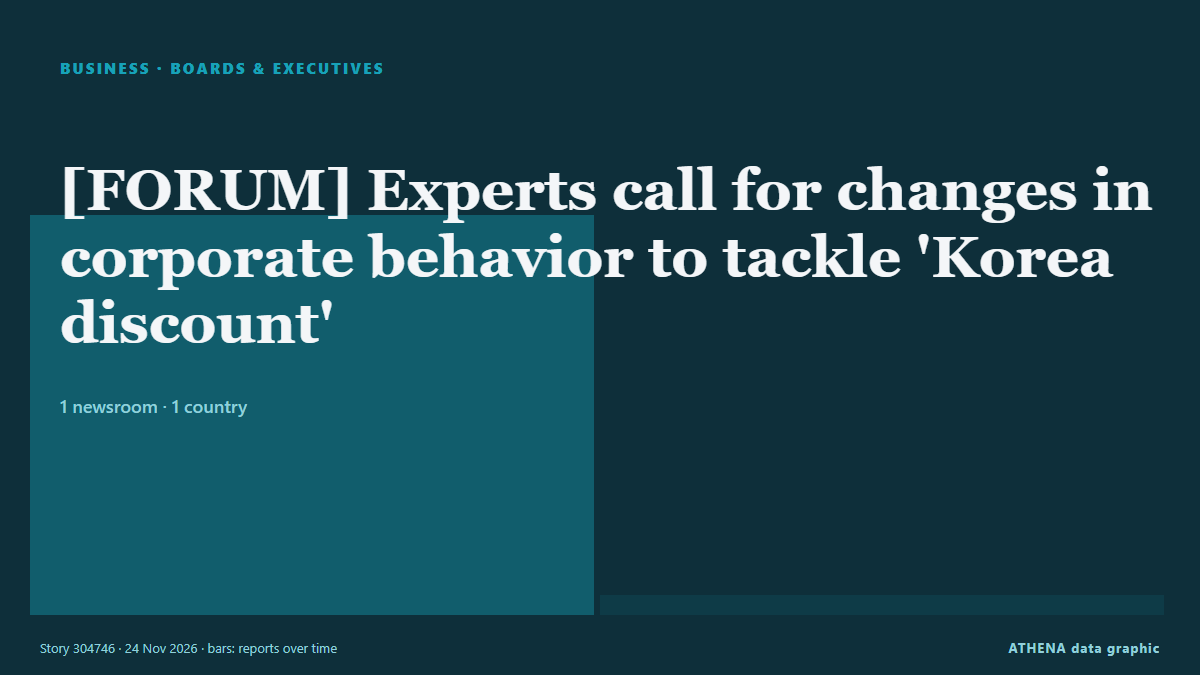 BUSINESS · BOARDS & EXECUTIVES
[FORUM] Experts call for changes in
corporate behavior to tackle 'Korea
discount'
1 newsroom · 1 country
Story 304746 · 24 Nov 2026 · bars: reports over time
ATHENA data graphic